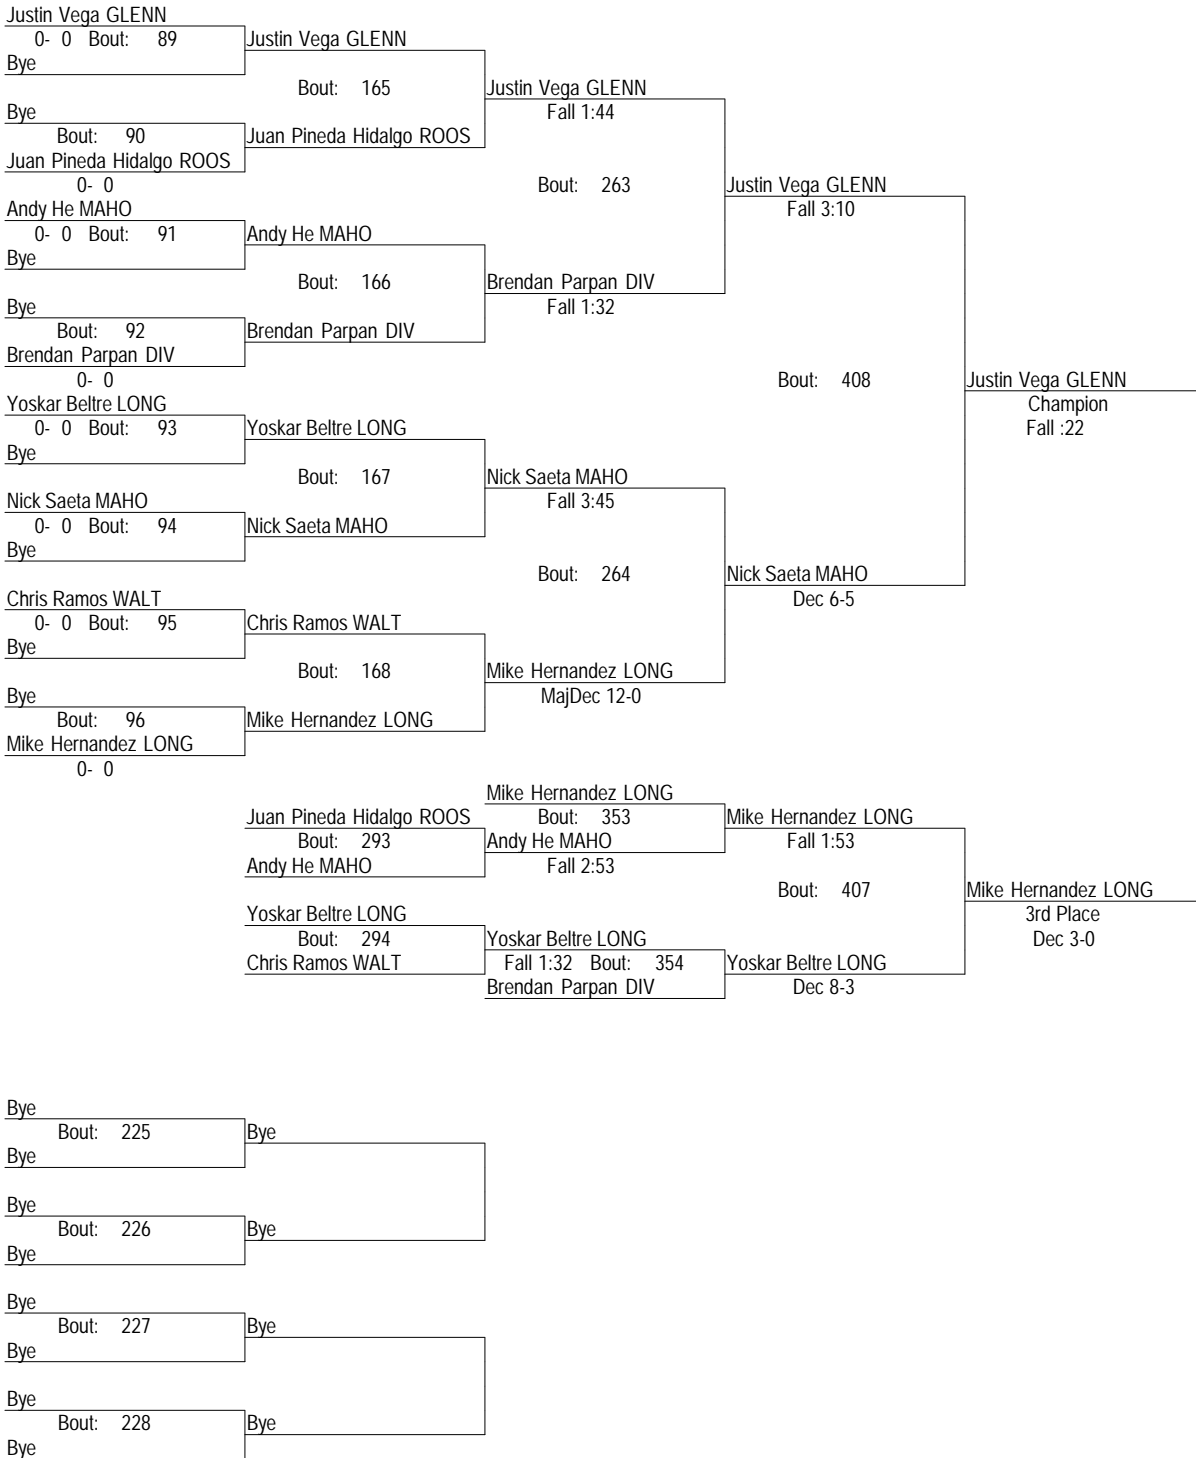 Justin Vega GLENN
0- 0 Bout: 89 Justin Vega GLENN
Bye
Bout: 165 Justin Vega GLENN
Bye Fall 1:44
Bout: 90 Juan Pineda Hidalgo ROOS
Juan Pineda Hidalgo ROOS
0- 0 Bout: 263 Justin Vega GLENN
Andy He MAHO Fall 3:10
0- 0 Bout: 91 Andy He MAHO
Bye
Bout: 166 Brendan Parpan DIV
Bye Fall 1:32
Bout: 92 Brendan Parpan DIV
Brendan Parpan DIV
0- 0 Bout: 408 Justin Vega GLENN
Yoskar Beltre LONG Champion
0- 0 Bout: 93 Yoskar Beltre LONG Fall :22
Bye
Bout: 167 Nick Saeta MAHO
Nick Saeta MAHO Fall 3:45
0- 0 Bout: 94 Nick Saeta MAHO
Bye
Bout: 264 Nick Saeta MAHO
Chris Ramos WALT Dec 6-5
0- 0 Bout: 95 Chris Ramos WALT
Bye
Bout: 168 Mike Hernandez LONG
Bye MajDec 12-0
Bout: 96 Mike Hernandez LONG
Mike Hernandez LONG
0- 0
Mike Hernandez LONG
Juan Pineda Hidalgo ROOS Bout: 353 Mike Hernandez LONG
Bout: 293 Andy He MAHO Fall 1:53
Andy He MAHO Fall 2:53
Bout: 407 Mike Hernandez LONG
Yoskar Beltre LONG 3rd Place
Bout: 294 Yoskar Beltre LONG Dec 3-0
Chris Ramos WALT Fall 1:32 Bout: 354 Yoskar Beltre LONG
Brendan Parpan DIV Dec 8-3
Bye
Bout: 225 Bye
Bye
Bye
Bout: 226 Bye
Bye
Bye
Bout: 227 Bye
Bye
Bye
Bout: 228 Bye
Bye